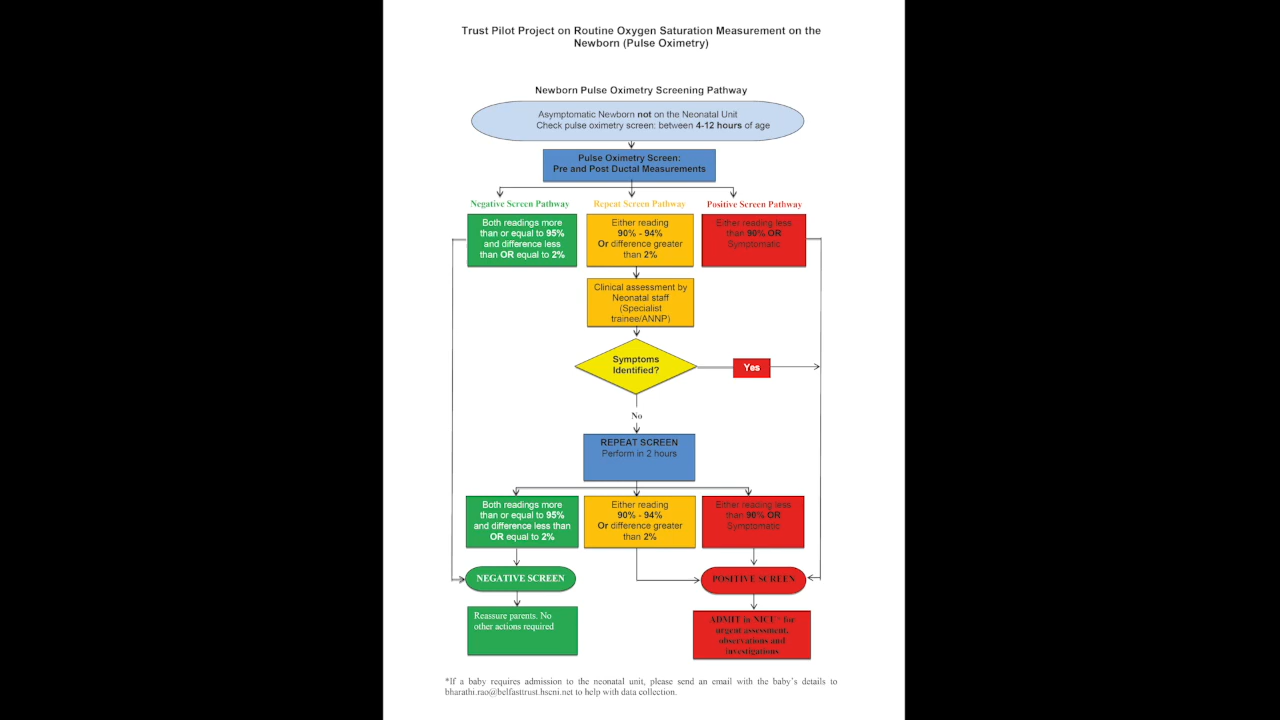 Trust Pilot Project on Routine Oxygen Saturation Measurement on the
Newborn (Pulse Oximetry)
Newborn Pulse Oximetry Screening Pathway
Asymptomatic Newborn not on the Neonatal Unit
Check pulse oximetry screen: between 4-12 hours of age
Pulse Oximetry Screen:
Pre and Post Ductal Measurements
Negative Screen Pathway
Repeat Screen Pathway
Positive Screen Pathway
Both readings more
than or equal to 95%
and difference less
than OR equal to 2%
Either reading
90% - 94%
Or difference greater
than 2%
Either reading less
than 90% OR
Symptomatic
Clinical assessment by
Neonatal staff
(Specialist
trainee/ANNP)
Symptoms
Identified?
Yes
No
REPEAT SCREEN
Perform in 2 hours
Both readings more
than or equal to 95%
and difference less than
OR equal to 2%
Either reading
90% - 94%
Or difference greater
than 2%
Either reading less
than 90% OR
Symptomatic
NEGATIVE SCREEN
POSITIVE SCREEN
Reassure parents. No
other actions required
ADMIT in NICU* for
urgent assessment,
observations and
investigations
*If a baby requires admission to the neonatal unit, please send an email with the baby's details to
bharathi.rao@belfasttrust.hscni.net to help with data collection.